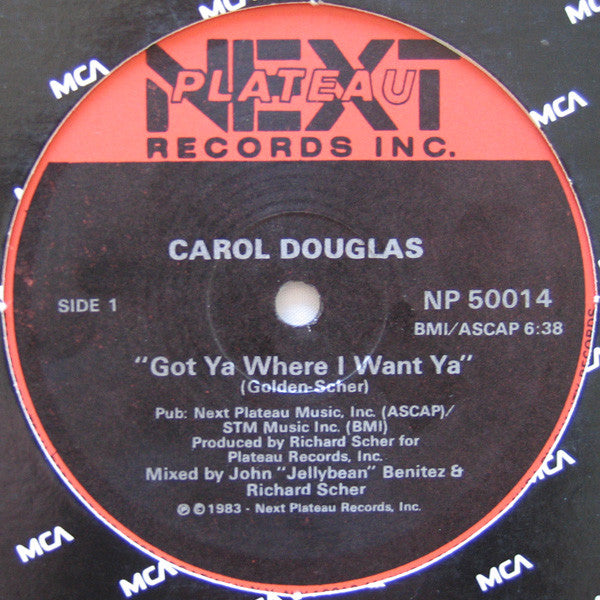 MCA
MCA
NEXT
PLATEAU
RECORDS INC.
MCA
CAROL DOUGLAS
SIDE 1
NP 50014
BMI/ASCAP 6:38
RECORDS
"Got Ya Where I Want Ya"
(Golden-Scher)
Pub: Next Plateau Music, Inc. (ASCAP)/
STM Music Inc. (BMI)
Produced by Richard Scher for
Plateau Records, Inc.
Mixed by John "Jellybean" Benitez &
Richard Scher
℗ © 1983 - Next Plateau Records, Inc.
MCA
MCA
MCA